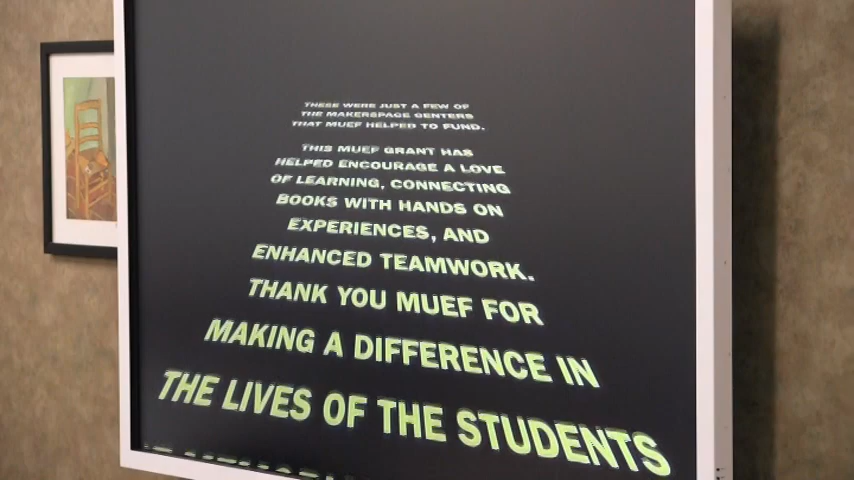 THESE WERE JUST A FEW OF
THE MAKERSPACE CENTERS
THAT MUEF HELPED TO FUND.
THIS MUEF GRANT HAS
HELPED ENCOURAGE A LOVE
OF LEARNING, CONNECTING
BOOKS WITH HANDS ON
EXPERIENCES, AND
ENHANCED TEAMWORK.
THANK YOU MUEF FOR
MAKING A DIFFERENCE IN
THE LIVES OF THE STUDENTS